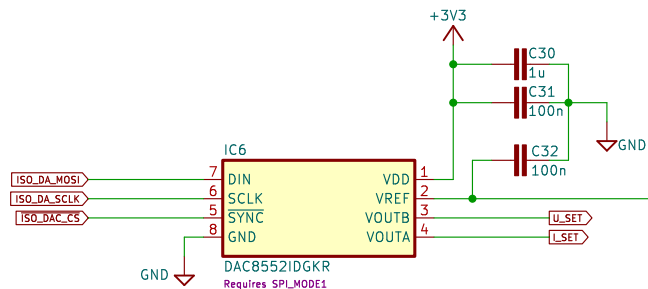 +3V3
C30
1u
C31
100n
GND
C32
100n
IC6
ISO_DA_MOSI 7 DIN VDD 1
ISO_DA_SCLK 6 SCLK VREF 2
ISO_DAC_CS 5 SYNC VOUTB 3 U_SET
8 GND VOUTA 4 I_SET
GND
DAC8552IDGKR
Requires SPI_MODE1